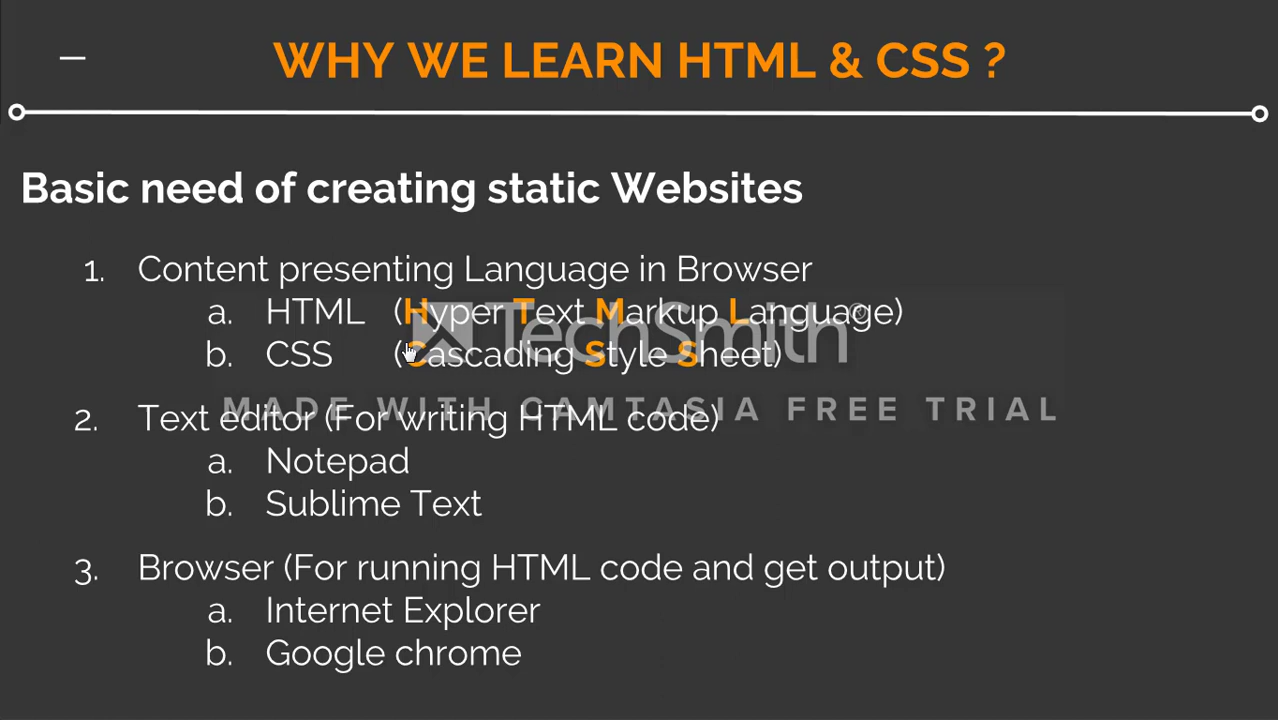 WHY WE LEARN HTML & CSS ?
Basic need of creating static Websites
1. Content presenting Language in Browser
a. HTML (Hyper Text Markup Language)
TechSmith®
b. CSS (Cascading Style Sheet)
MADE WITH CAMTASIA FREE TRIAL
2. Text editor (For writing HTML code)
a. Notepad
b. Sublime Text
3. Browser (For running HTML code and get output)
a. Internet Explorer
b. Google chrome